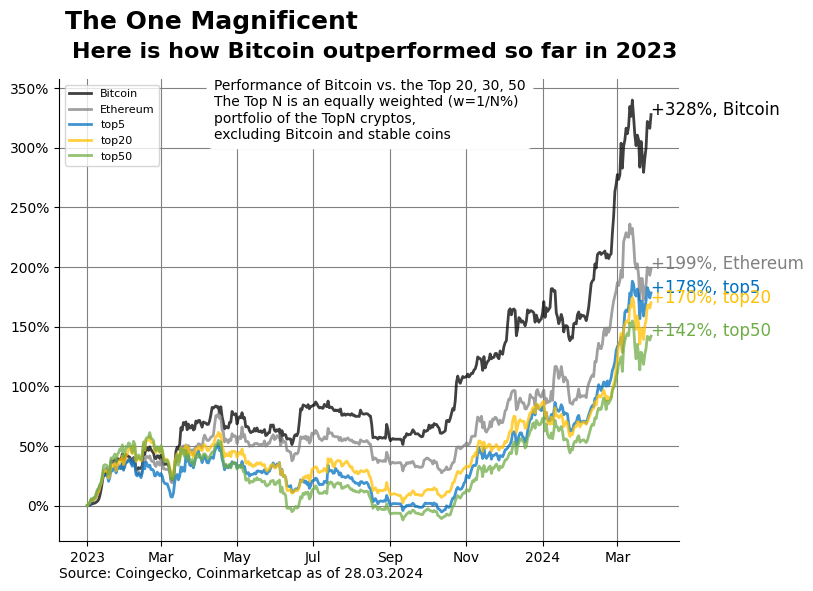 The One Magnificent
Here is how Bitcoin outperformed so far in 2023
350%
300%
250%
200%
150%
100%
50%
0%
Bitcoin
Ethereum
top5
top20
top50
Performance of Bitcoin vs. the Top 20, 30, 50
The Top N is an equally weighted (w=1/N%)
portfolio of the TopN cryptos,
excluding Bitcoin and stable coins
+328%, Bitcoin
+199%, Ethereum
+178%, top5
+170%, top20
+142%, top50
2023 Mar May Jul Sep Nov 2024 Mar
Source: Coingecko, Coinmarketcap as of 28.03.2024